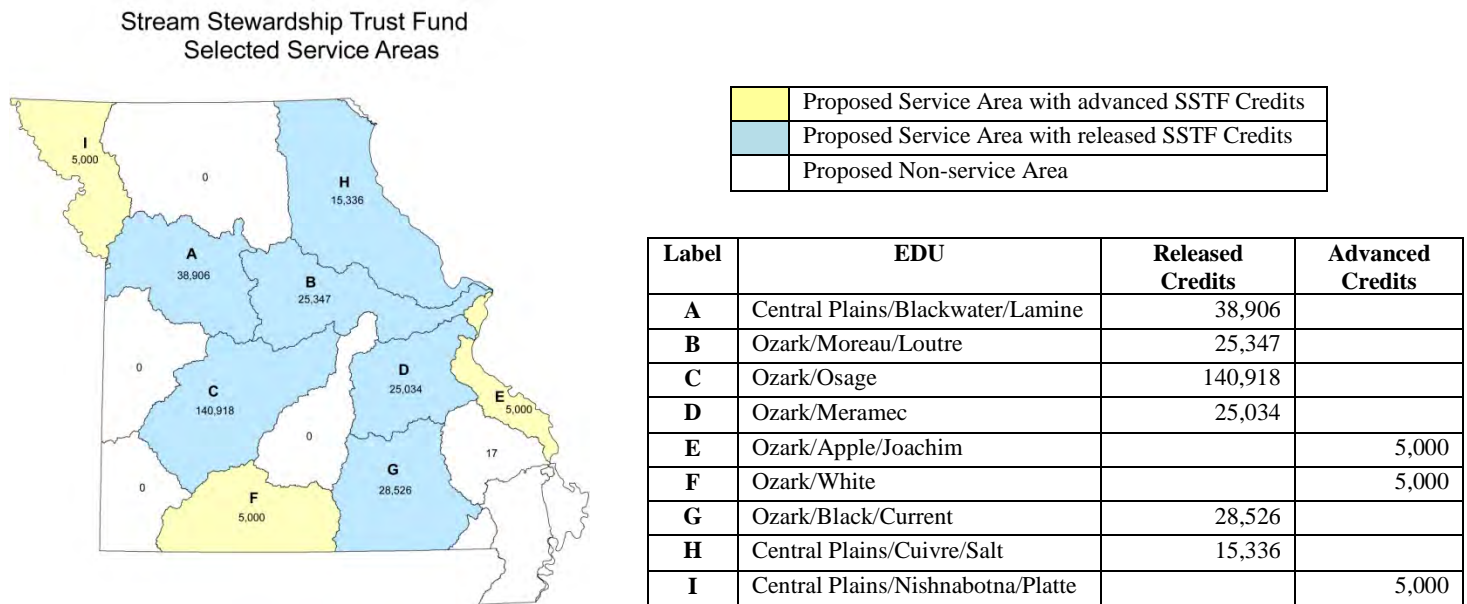 Stream Stewardship Trust Fund
Selected Service Areas
I
5,000
0
H
15,336
A
38,906
B
25,347
0
C
140,918
D
25,034
E
5,000
0
17
0
F
5,000
G
28,526
Proposed Service Area with advanced SSTF Credits
Proposed Service Area with released SSTF Credits
Proposed Non-service Area
Label EDU Released Credits Advanced Credits
A Central Plains/Blackwater/Lamine 38,906
B Ozark/Moreau/Loutre 25,347
C Ozark/Osage 140,918
D Ozark/Meramec 25,034
E Ozark/Apple/Joachim 5,000
F Ozark/White 5,000
G Ozark/Black/Current 28,526
H Central Plains/Cuivre/Salt 15,336
I Central Plains/Nishnabotna/Platte 5,000